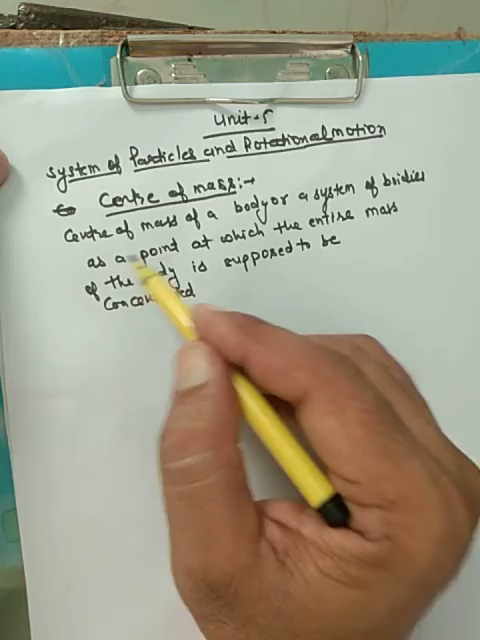 Unit-5
System of Particles and Rotational motion
Centre of mass:→
Centre of mass of a body or a system of bodies
as a point at which the entire mass
of the body is supposed to be